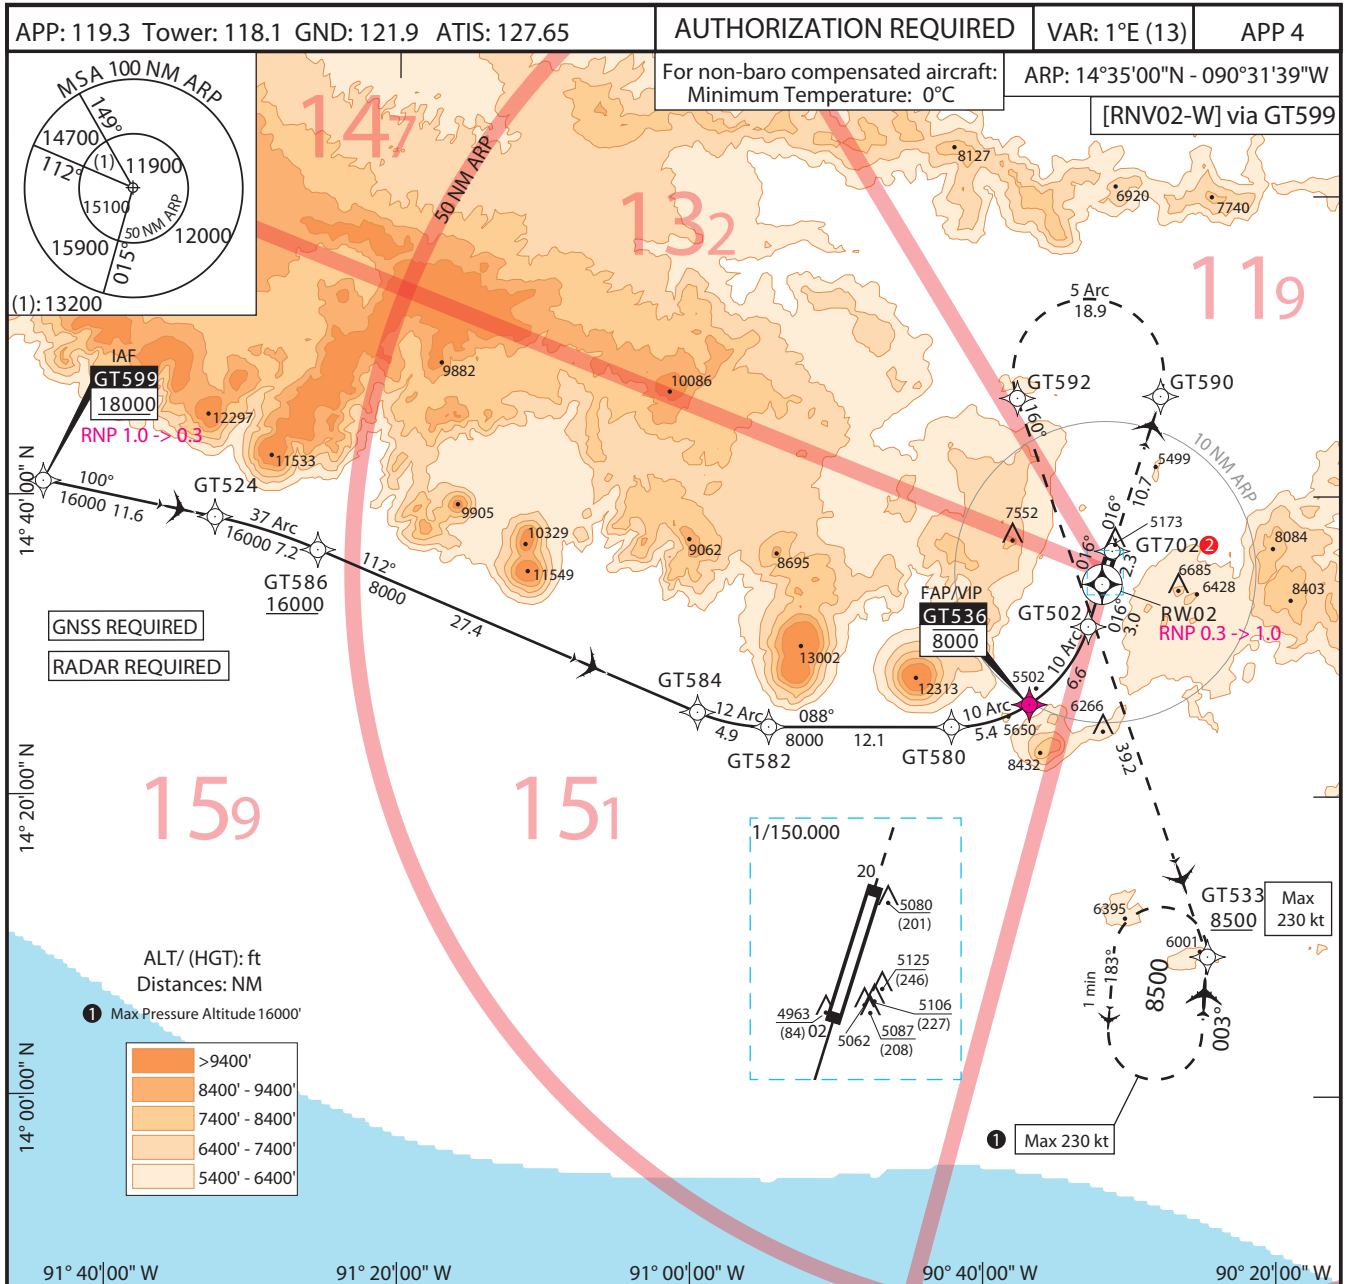 APP: 119.3 Tower: 118.1 GND: 121.9 ATIS: 127.65
AUTHORIZATION REQUIRED
VAR: 1°E (13)
APP 4
For non-baro compensated aircraft:
Minimum Temperature: 0°C
ARP: 14°35'00"N - 090°31'39"W
[RNV02-W] via GT599
MSA 100 NM ARP
149°
14700
(1)
11900
112°
15100
50 NM ARP
15900
12000
015°
(1): 13200
147
50 NM ARP
132
119
8127
6920
7740
5 Arc
18.9
IAF
GT599
18000
RNP 1.0 -> 0.3
12297
11533
9882
10086
GT592
GT590
160°
10 NM ARP
5499
10.7
016°
100°
16000 11.6
GT524
37 Arc
16000 7.2
GT586
16000
112°
8000
27.4
9905
10329
11549
9062
8695
7552
5173
GT702 2
016°
2.3
6685
6428
8084
8403
FAP/VIP
GT536
8000
GT502
016°
3.0
RW02
RNP 0.3 -> 1.0
GNSS REQUIRED
RADAR REQUIRED
13002
12313
10 Arc
6.6
5502
6266
GT584
12 Arc
4.9
GT582
088°
8000
12.1
GT580
10 Arc
5.4
5650
8432
39.2
159
151
1/150.000
20
5080
(201)
5125
(246)
5106
(227)
4963
(84)
02
5062
5087
(208)
GT533
8500
Max
230 kt
6395
6001
1 min
183°
8500
003°
1 Max 230 kt
ALT/ (HGT): ft
Distances: NM
1 Max Pressure Altitude 16000'
>9400'
8400' - 9400'
7400' - 8400'
6400' - 7400'
5400' - 6400'
14° 40'00" N
14° 20'00" N
14° 00'00" N
91° 40'00" W
91° 20'00" W
91° 00'00" W
90° 40'00" W
90° 20'00" W